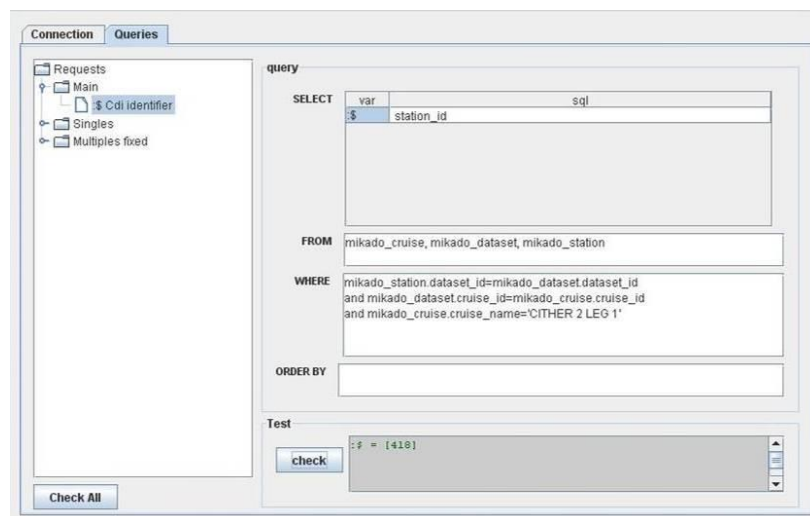 Connection Queries
Requests
Main
:$ Cdi identifier
Singles
Multiples fixed
Check All
query
SELECT
var sql
:$ station_id
FROM
mikado_cruise, mikado_dataset, mikado_station
WHERE
mikado_station.dataset_id=mikado_dataset.dataset_id
and mikado_dataset.cruise_id=mikado_cruise.cruise_id
and mikado_cruise.cruise_name='CITHER 2 LEG 1'
ORDER BY
Test
check
:$ = [418]